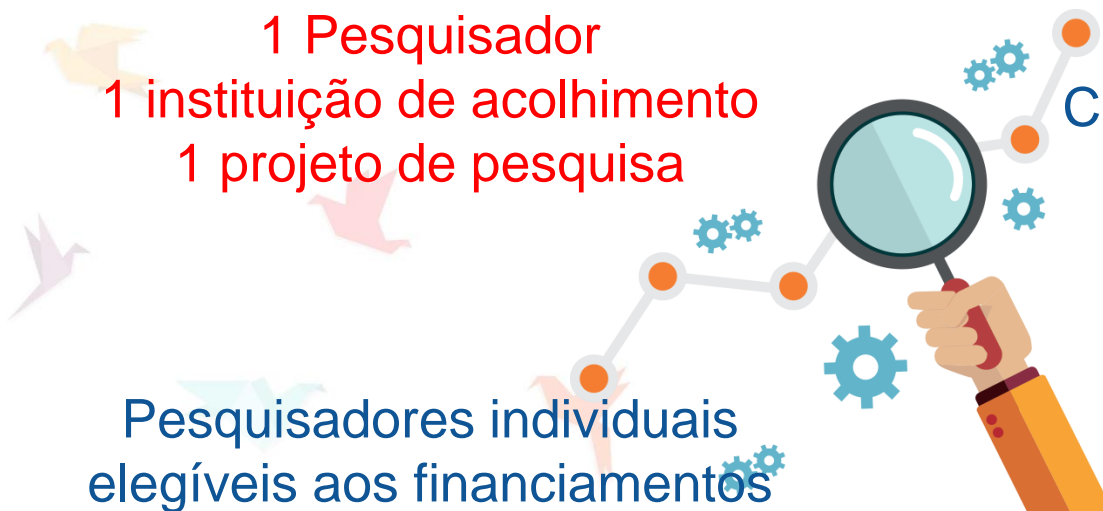 1 Pesquisador
1 instituição de acolhimento
1 projeto de pesquisa
C
Pesquisadores individuais
elegíveis aos financiamentos